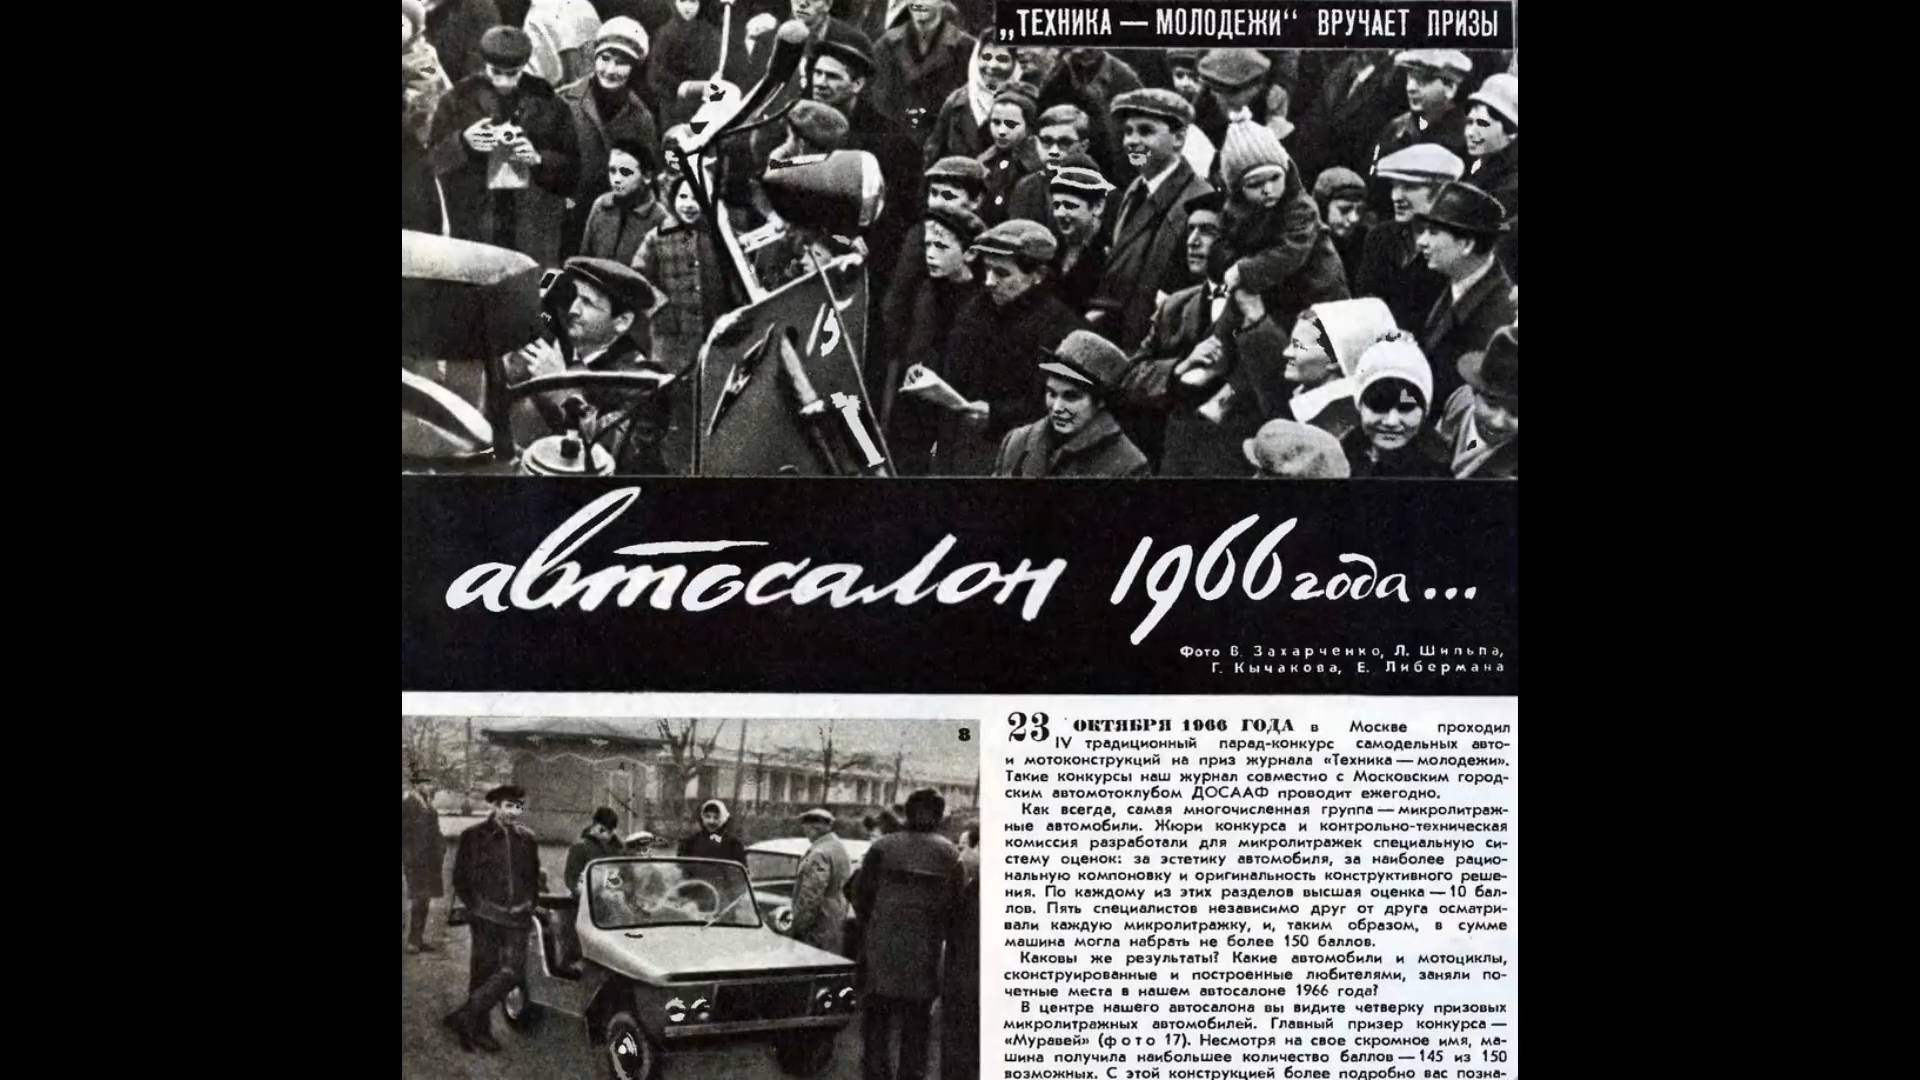 „ТЕХНИКА — МОЛОДЕЖИ“ ВРУЧАЕТ ПРИЗЫ
15
автосалон 1966 года...
Фото В. Захарченко, Л. Шильпа,
Г. Кычакова, Е. Либермана
8
23 ОКТЯБРЯ 1966 ГОДА в Москве проходил
IV традиционный парад-конкурс самодельных авто-
и мотоконструкций на приз журнала «Техника — молодежи».
Такие конкурсы наш журнал совместно с Московским город-
ским автомотоклубом ДОСААФ проводит ежегодно.
Как всегда, самая многочисленная группа — микролитраж-
ные автомобили. Жюри конкурса и контрольно-техническая
комиссия разработали для микролитражек специальную си-
стему оценок: за эстетику автомобиля, за наиболее рацио-
нальную компоновку и оригинальность конструктивного реше-
ния. По каждому из этих разделов высшая оценка — 10 бал-
лов. Пять специалистов независимо друг от друга осматри-
вали каждую микролитражку, и, таким образом, в сумме
машина могла набрать не более 150 баллов.
Каковы же результаты? Какие автомобили и мотоциклы,
сконструированные и построенные любителями, заняли по-
четные места в нашем автосалоне 1966 года?
В центре нашего автосалона вы видите четверку призовых
микролитражных автомобилей. Главный призер конкурса —
«Муравей» (фото 17). Несмотря на свое скромное имя, ма-
шина получила наибольшее количество баллов — 145 из 150
возможных. С этой конструкцией более подробно вас позна-